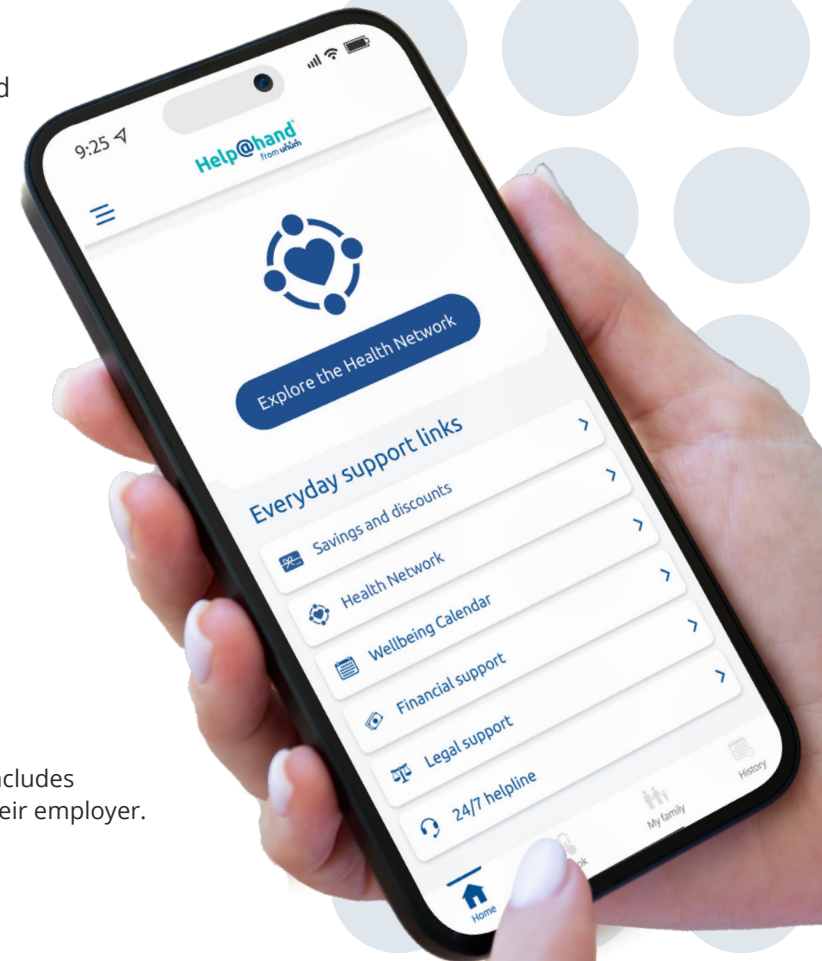 9:25
Help@hand
from unum
Explore the Health Network
Everyday support links
Savings and discounts
Health Network
Wellbeing Calendar
Financial support
Legal support
24/7 helpline
Home
My family
History
cludes
eir employer.